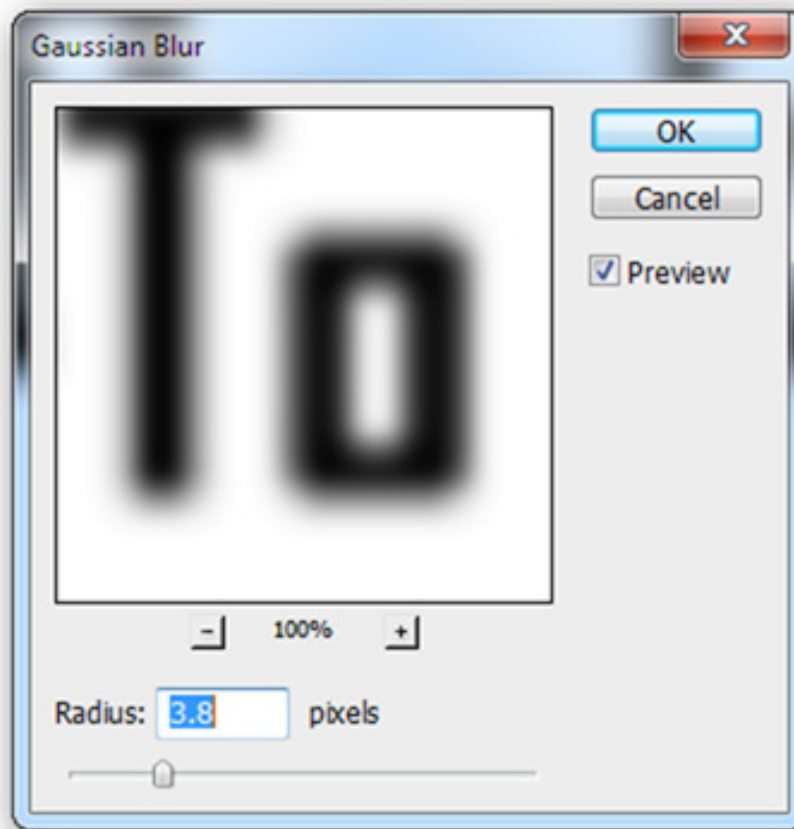 Gaussian Blur
To
OK
Cancel
Preview
- 100% +
Radius: 3.8 pixels